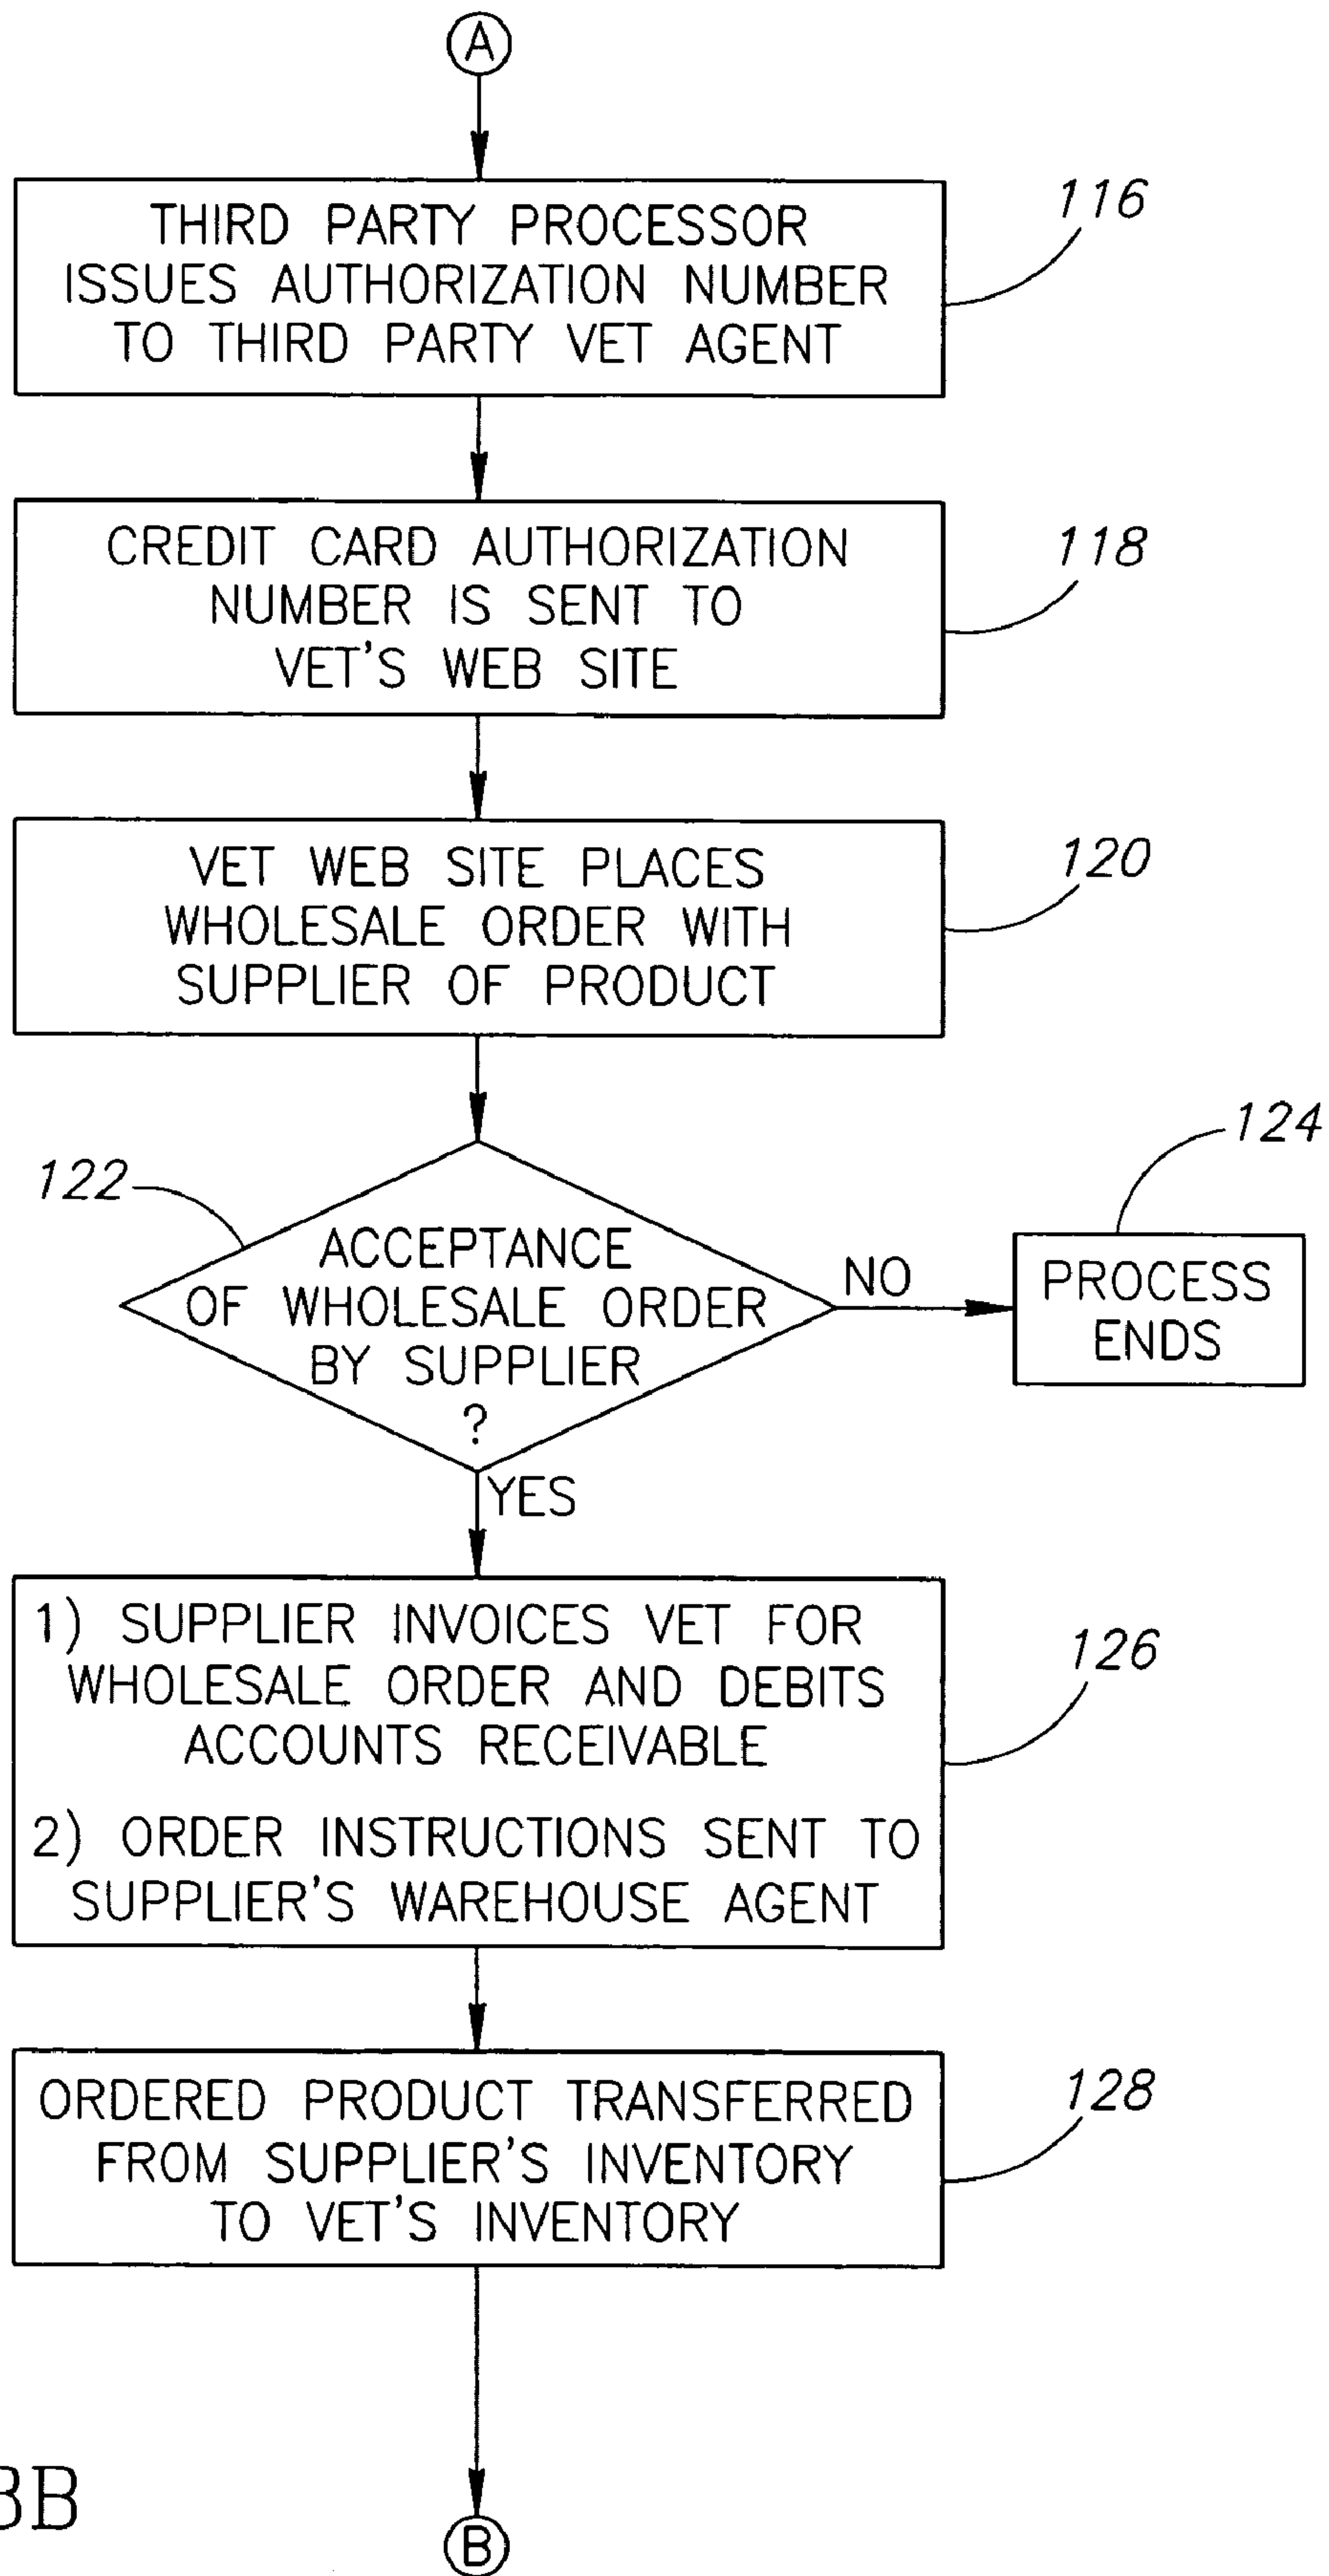 A
THIRD PARTY PROCESSOR
ISSUES AUTHORIZATION NUMBER
TO THIRD PARTY VET AGENT
116
CREDIT CARD AUTHORIZATION
NUMBER IS SENT TO
VET'S WEB SITE
118
VET WEB SITE PLACES
WHOLESALE ORDER WITH
SUPPLIER OF PRODUCT
120
122
ACCEPTANCE
OF WHOLESALE ORDER
BY SUPPLIER
?
NO
124
PROCESS
ENDS
YES
1) SUPPLIER INVOICES VET FOR
WHOLESALE ORDER AND DEBITS
ACCOUNTS RECEIVABLE
2) ORDER INSTRUCTIONS SENT TO
SUPPLIER'S WAREHOUSE AGENT
126
ORDERED PRODUCT TRANSFERRED
FROM SUPPLIER'S INVENTORY
TO VET'S INVENTORY
128
B